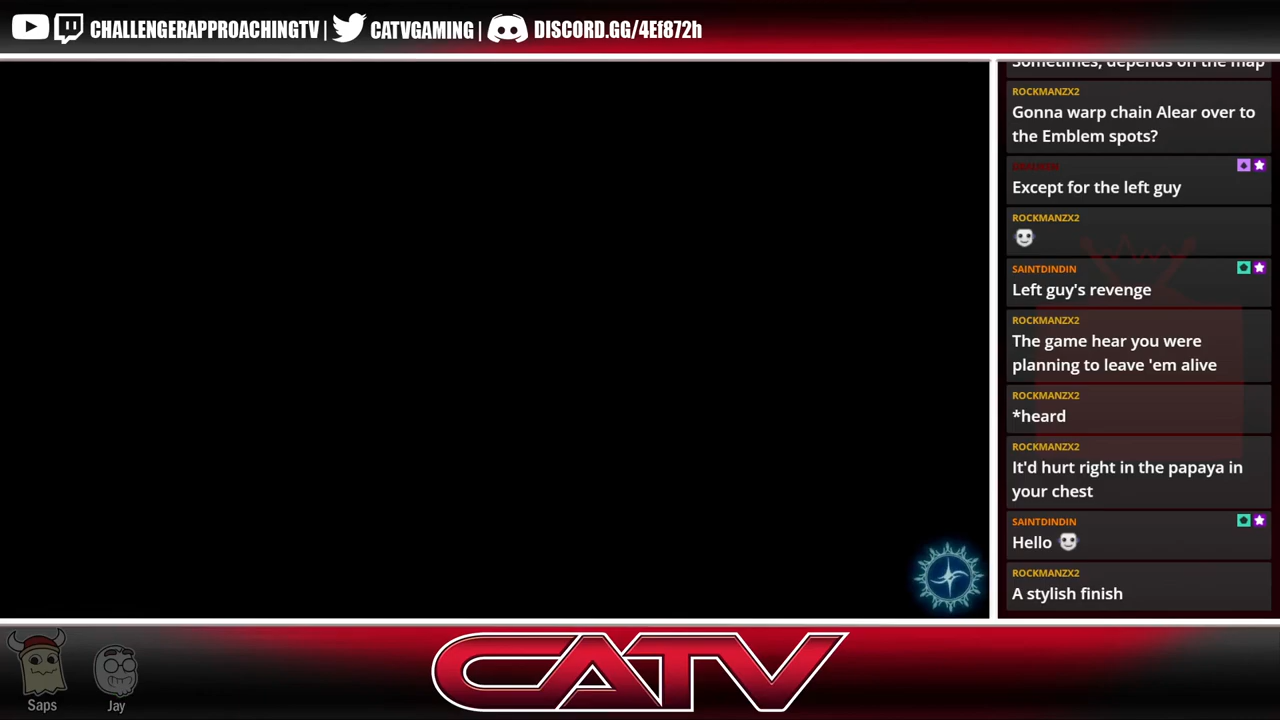 CHALLENGERAPPROACHINGTV | CATVGAMING | DISCORD.GG/4Ef872h
Sometimes, depends on the map
ROCKMANZX2
Gonna warp chain Alear over to
the Emblem spots?
Except for the left guy
ROCKMANZX2
SAINTDINDIN
Left guy's revenge
ROCKMANZX2
The game hear you were
planning to leave 'em alive
ROCKMANZX2
*heard
ROCKMANZX2
It'd hurt right in the papaya in
your chest
SAINTDINDIN
Hello
ROCKMANZX2
A stylish finish
CATV
Saps
Jay